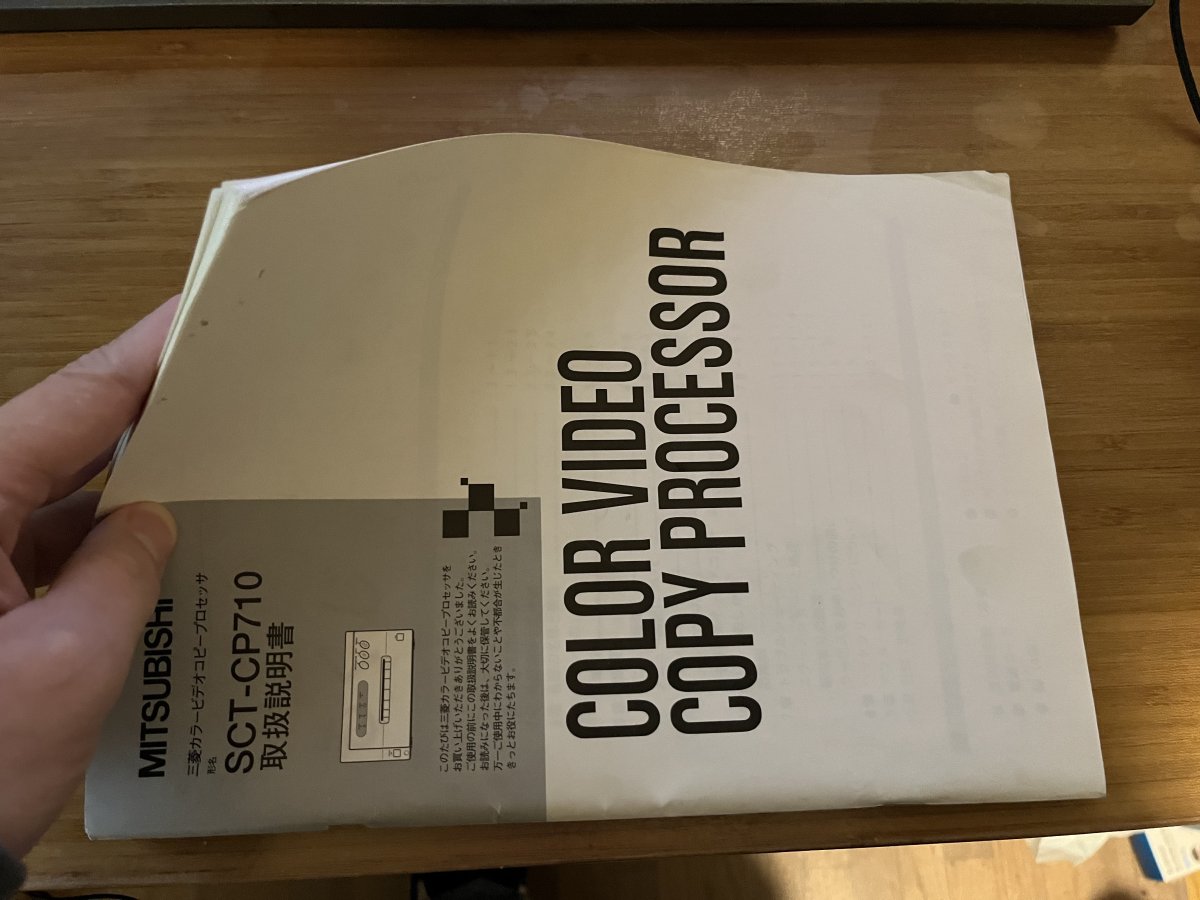 MITSUBISHI
三菱カラービデオコピープロセッサ
形名
SCT-CP710
取扱説明書
このたびは三菱カラービデオコピープロセッサを
お買い上げいただきありがとうございました。
ご使用の前にこの取扱説明書をよくお読みください。
お読みになった後は、大切に保管してください。
万一ご使用中にわからないことや不都合が生じたとき
きっとお役にたちます。
COLOR VIDEO
COPY PROCESSOR